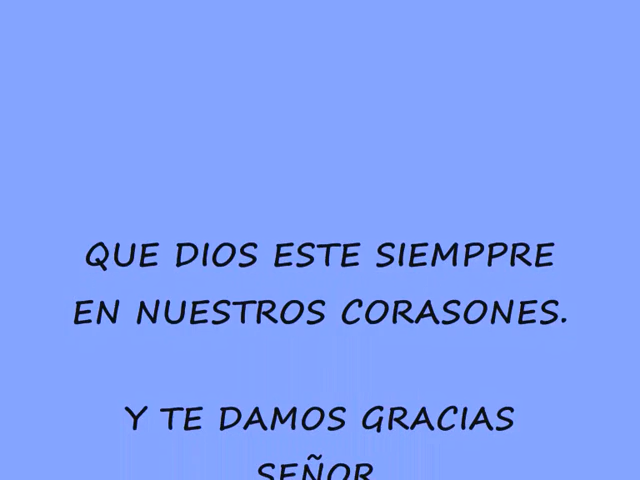 QUE DIOS ESTE SIEMPPRE
EN NUESTROS CORASONES.
Y TE DAMOS GRACIAS
SEÑOR